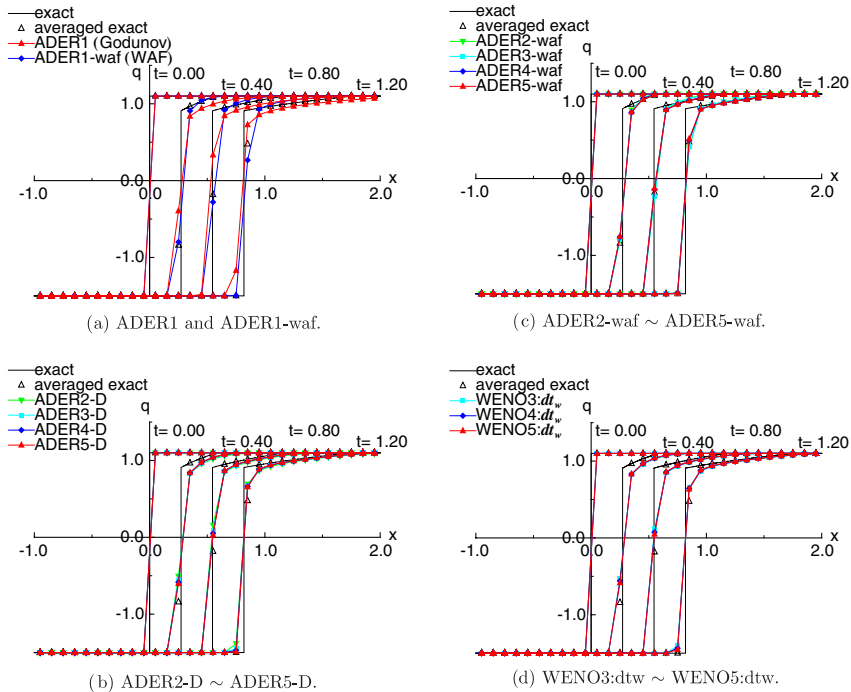 exact
averaged exact
ADER1 (Godunov)
ADER1-waf (WAF)
q
t= 0.00
t= 0.40
t= 0.80
t= 1.20
1.0
0.0
-1.0
-1.0
0.0
1.0
2.0
x
(a) ADER1 and ADER1-waf.
exact
averaged exact
ADER2-waf
ADER3-waf
ADER4-waf
ADER5-waf
q
t= 0.00
t= 0.40
t= 0.80
t= 1.20
1.0
0.0
-1.0
-1.0
0.0
1.0
2.0
x
(c) ADER2-waf ~ ADER5-waf.
exact
averaged exact
ADER2-D
ADER3-D
ADER4-D
ADER5-D
q
t= 0.00
t= 0.40
t= 0.80
t= 1.20
1.0
0.0
-1.0
-1.0
0.0
1.0
2.0
x
(b) ADER2-D ~ ADER5-D.
exact
averaged exact
WENO3:dt_w
WENO4:dt_w
WENO5:dt_w
q
t= 0.00
t= 0.40
t= 0.80
t= 1.20
1.0
0.0
-1.0
-1.0
0.0
1.0
2.0
x
(d) WENO3:dtw ~ WENO5:dtw.